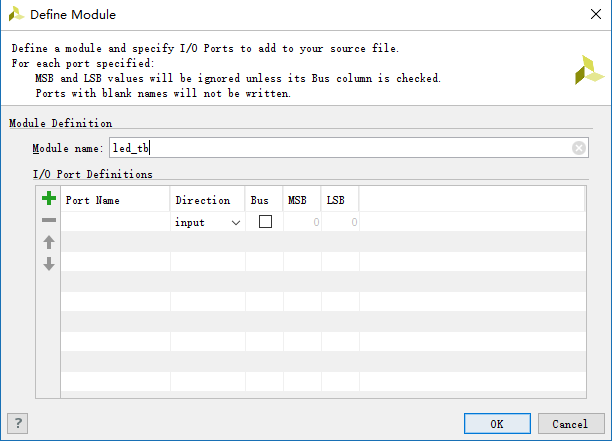 Define Module
Define a module and specify I/O Ports to add to your source file.
For each port specified:
MSB and LSB values will be ignored unless its Bus column is checked.
Ports with blank names will not be written.
Module Definition
Module name: led_tb
I/O Port Definitions
Port Name Direction Bus MSB LSB
input 0 0
? OK Cancel